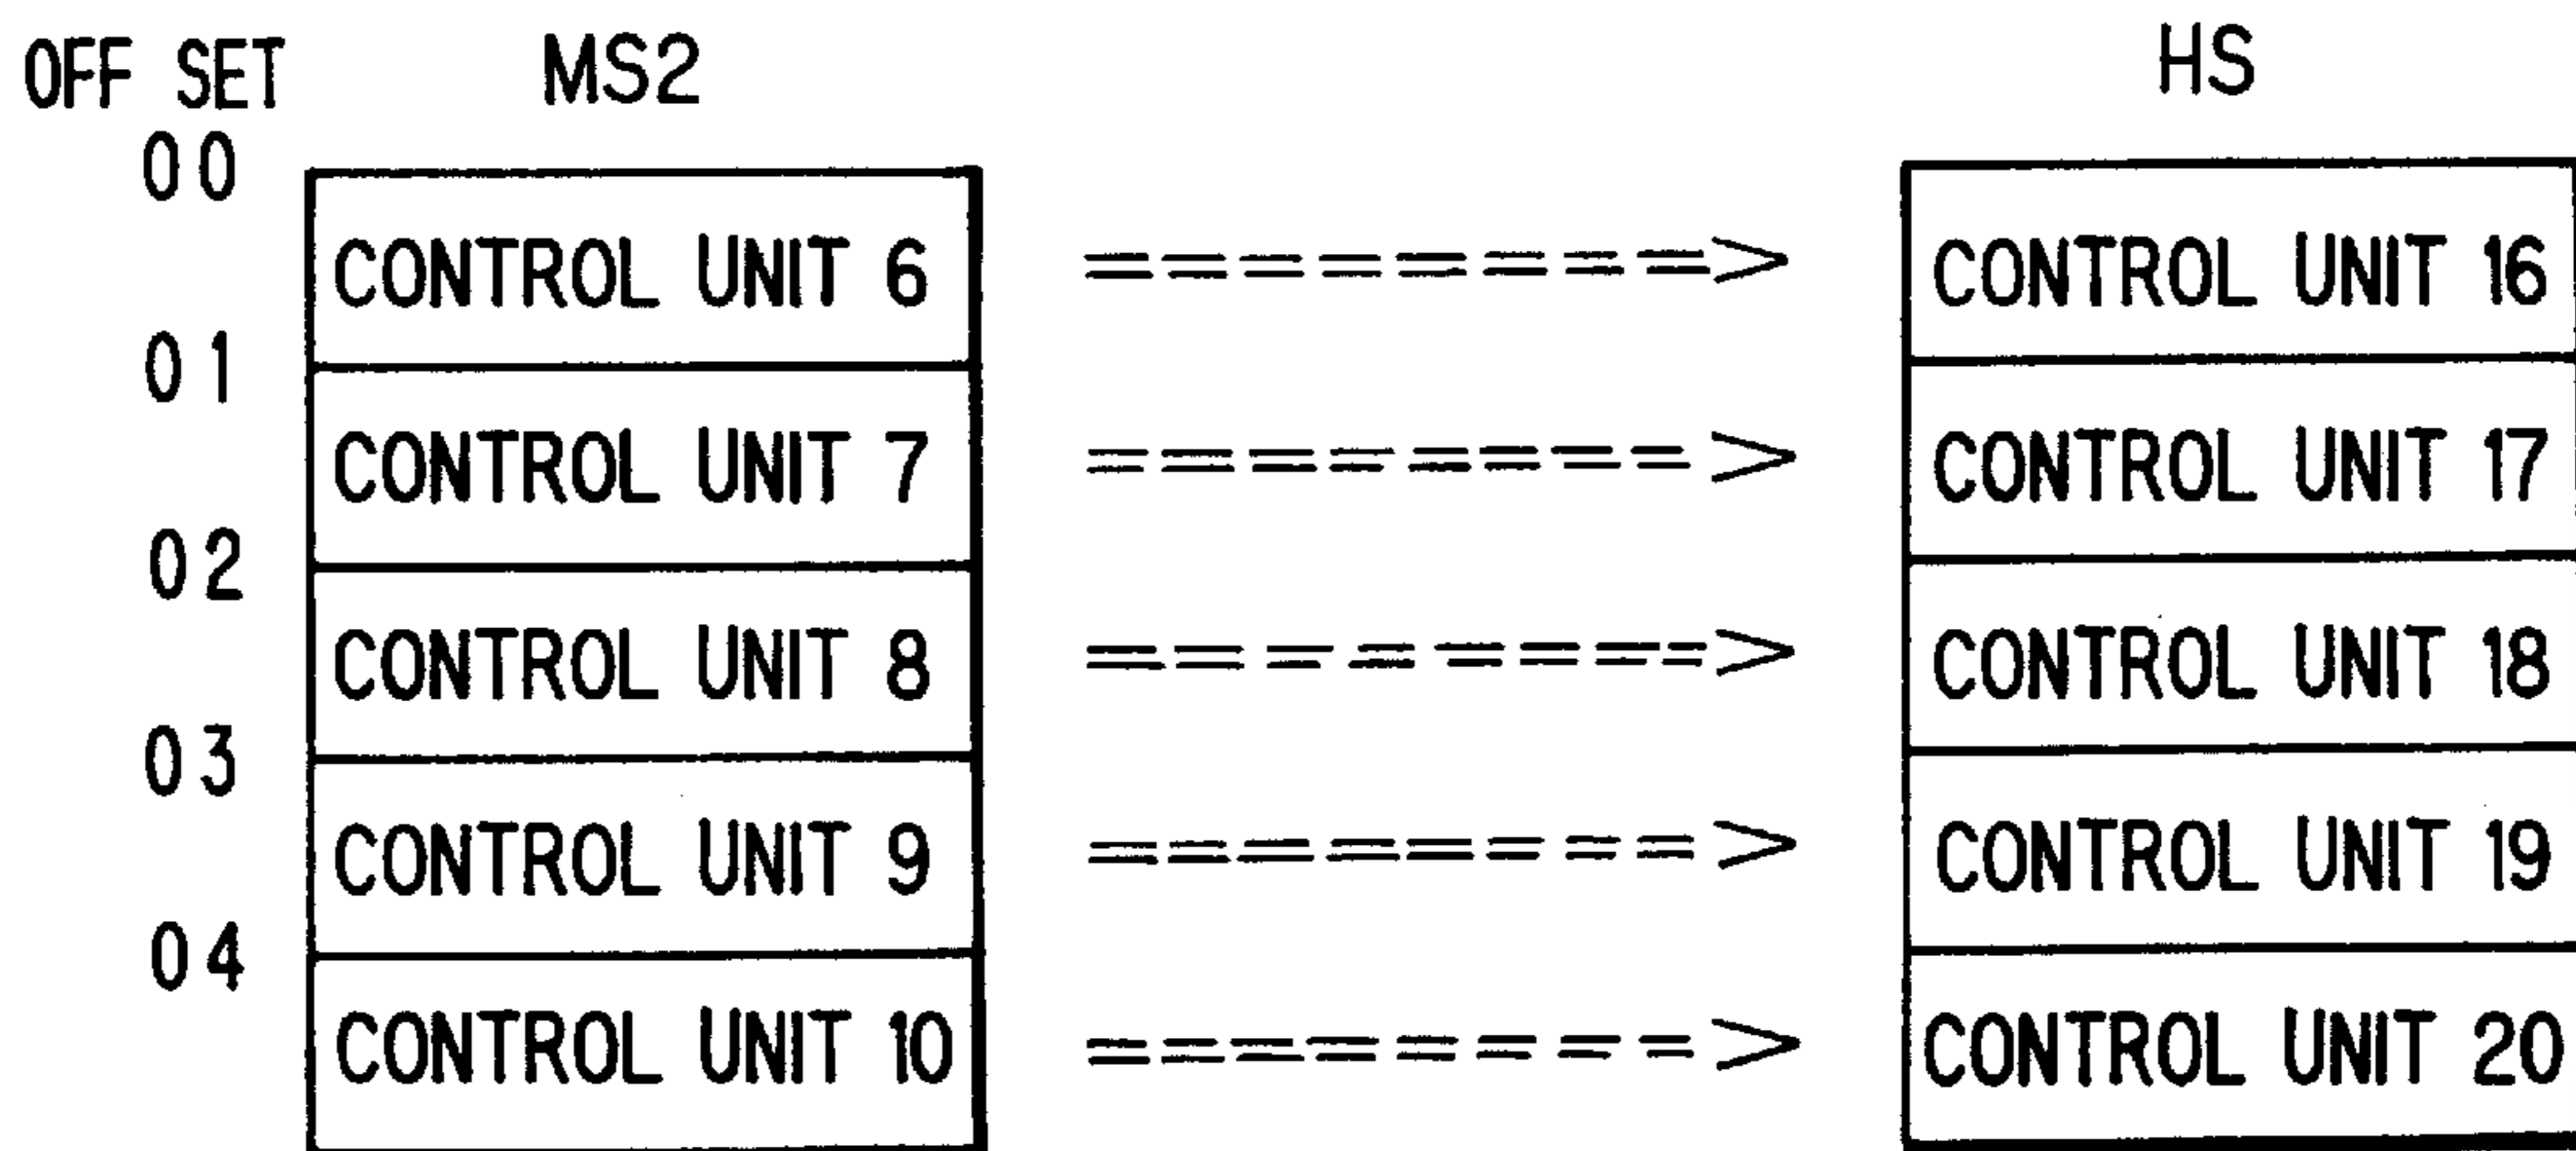 OFF SET MS2 HS
00
CONTROL UNIT 6 CONTROL UNIT 16
01
CONTROL UNIT 7 CONTROL UNIT 17
02
CONTROL UNIT 8 CONTROL UNIT 18
03
CONTROL UNIT 9 CONTROL UNIT 19
04
CONTROL UNIT 10 CONTROL UNIT 20